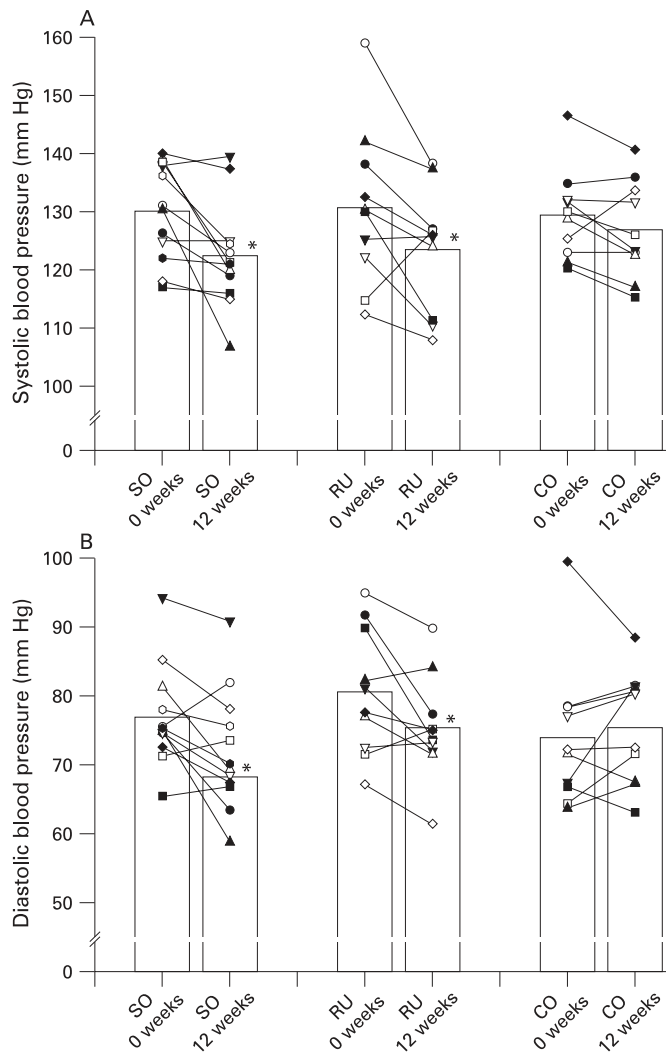 A
Systolic blood pressure (mm Hg)
160
150
140
130
120
110
100
0
*
*
SO
0 weeks
SO
12 weeks
RU
0 weeks
RU
12 weeks
CO
0 weeks
CO
12 weeks
B
Diastolic blood pressure (mm Hg)
100
90
80
70
60
50
0
*
*
SO
0 weeks
SO
12 weeks
RU
0 weeks
RU
12 weeks
CO
0 weeks
CO
12 weeks